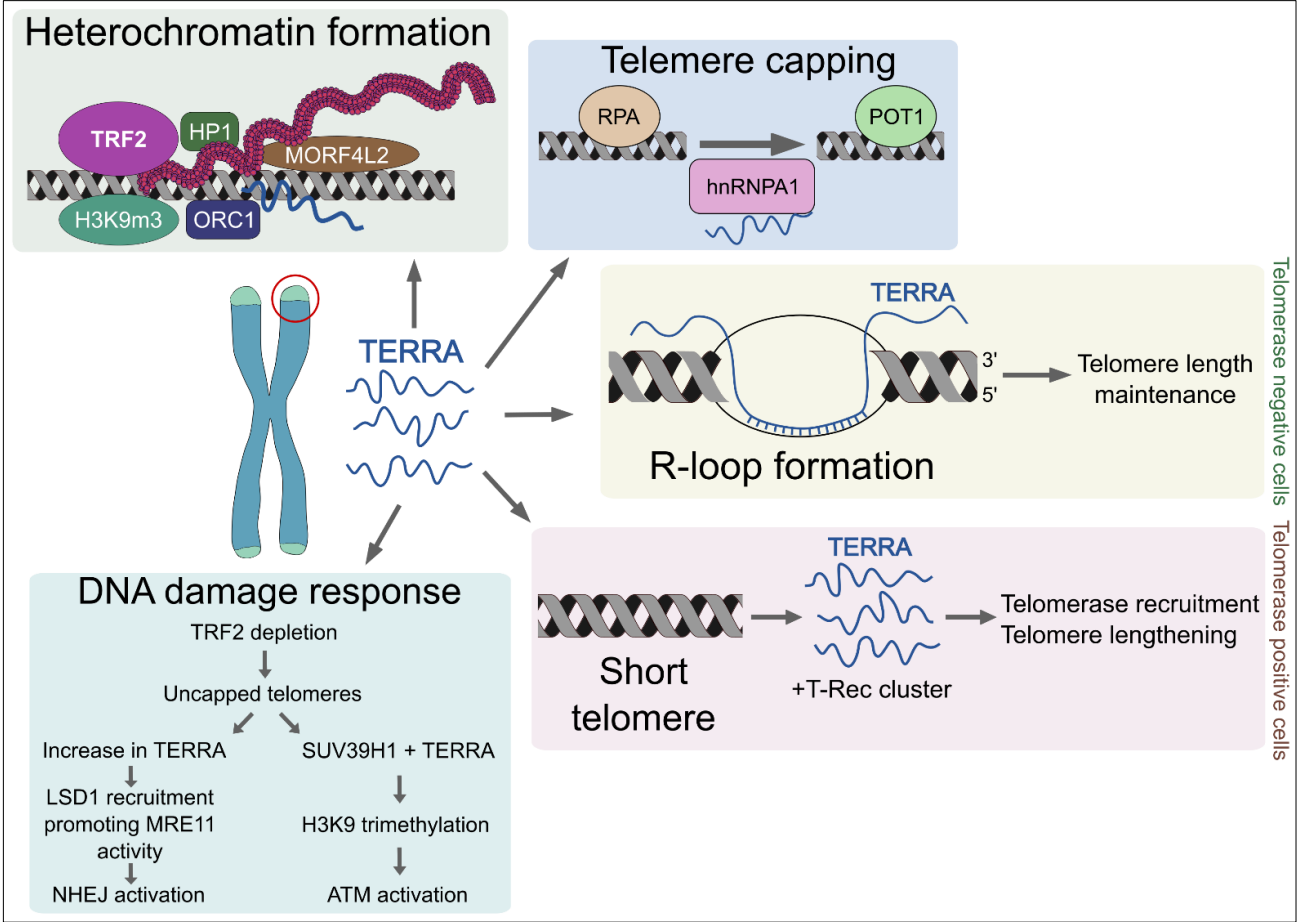 Heterochromatin formation
TRF2
HP1
MORF4L2
H3K9m3
ORC1
Telemere capping
RPA
POT1
hnRNPA1
TERRA
TERRA
3'
5'
Telomere length
maintenance
R-loop formation
Telomerase negative cells
TERRA
Short
telomere
+T-Rec cluster
Telomerase recruitment
Telomere lengthening
Telomerase positive cells
DNA damage response
TRF2 depletion
Uncapped telomeres
Increase in TERRA
SUV39H1 + TERRA
LSD1 recruitment
promoting MRE11
activity
H3K9 trimethylation
NHEJ activation
ATM activation